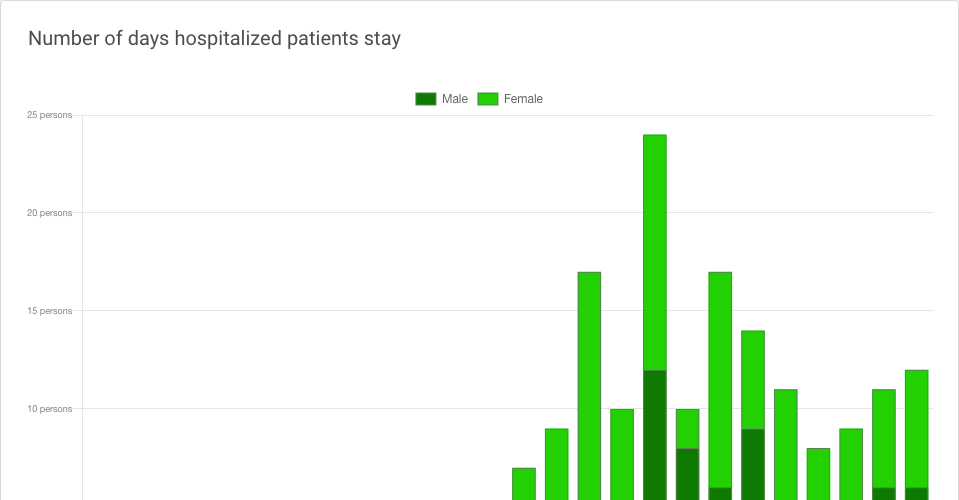 Number of days hospitalized patients stay
Male Female
25 persons
20 persons
15 persons
10 persons